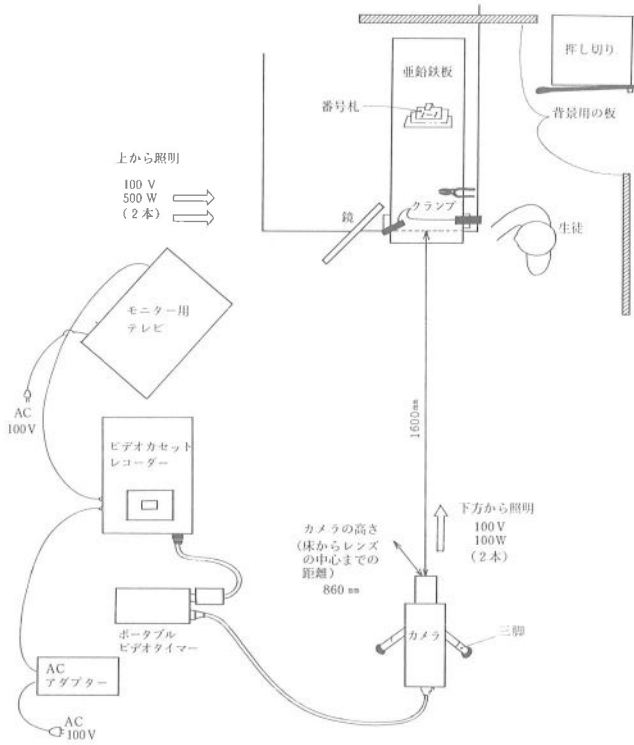 押し切り
亜鉛鉄板
番号札
背景用の板
上から照明
100 V
500 W
(2本)
クランプ
鏡
生徒
モニター用
テレビ
AC
100V
1600mm
ビデオカセット
レコーダー
下方から照明
100V
100W
(2本)
カメラの高さ
(床からレンズ
の中心までの
距離)
860 mm
三脚
カメラ
ポータブル
ビデオタイマー
AC
アダプター
AC
100V